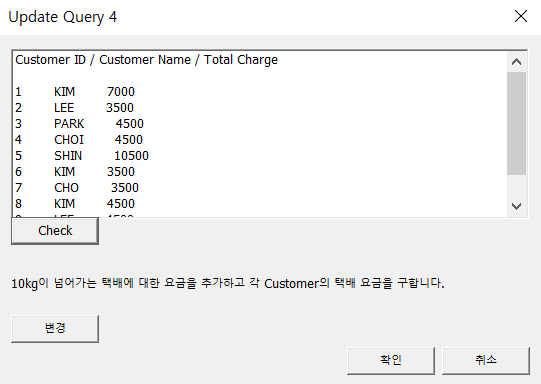 Update Query 4
Customer ID / Customer Name / Total Charge
1 KIM 7000
2 LEE 3500
3 PARK 4500
4 CHOI 4500
5 SHIN 10500
6 KIM 3500
7 CHO 3500
8 KIM 4500
Check
10kg이 넘어가는 택배에 대한 요금을 추가하고 각 Customer의 택배 요금을 구합니다.
변경
확인 취소